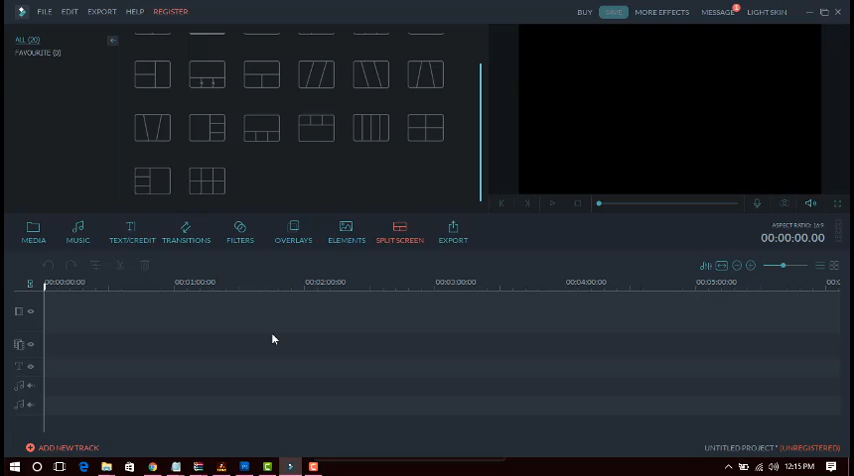 FILE EDIT EXPORT HELP REGISTER BUY SAVE MORE EFFECTS MESSAGE 1 LIGHT SKIN
ALL (20)
FAVOURITE (0)
MEDIA MUSIC TEXT/CREDIT TRANSITIONS FILTERS OVERLAYS ELEMENTS SPLIT SCREEN EXPORT
ASPECT RATIO: 16:9
00:00:00.00
00:00:00:00 00:01:00:00 00:02:00:00 00:03:00:00 00:04:00:00 00:05:00:00
ADD NEW TRACK UNTITLED PROJECT * (UNREGISTERED)
12:15 PM